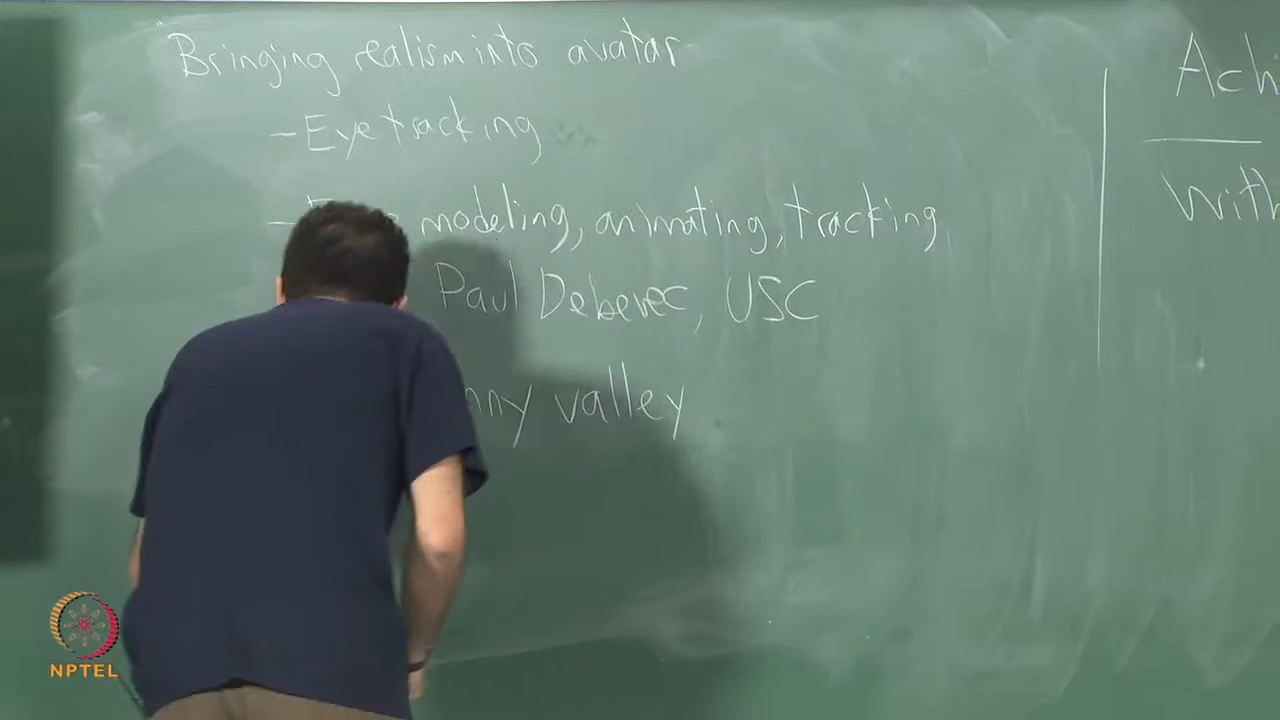 Bringing realism into avatar
- Eye tracking
- modeling, animating, tracking
Paul Debevec, USC
valley
Ach
With
NPTEL